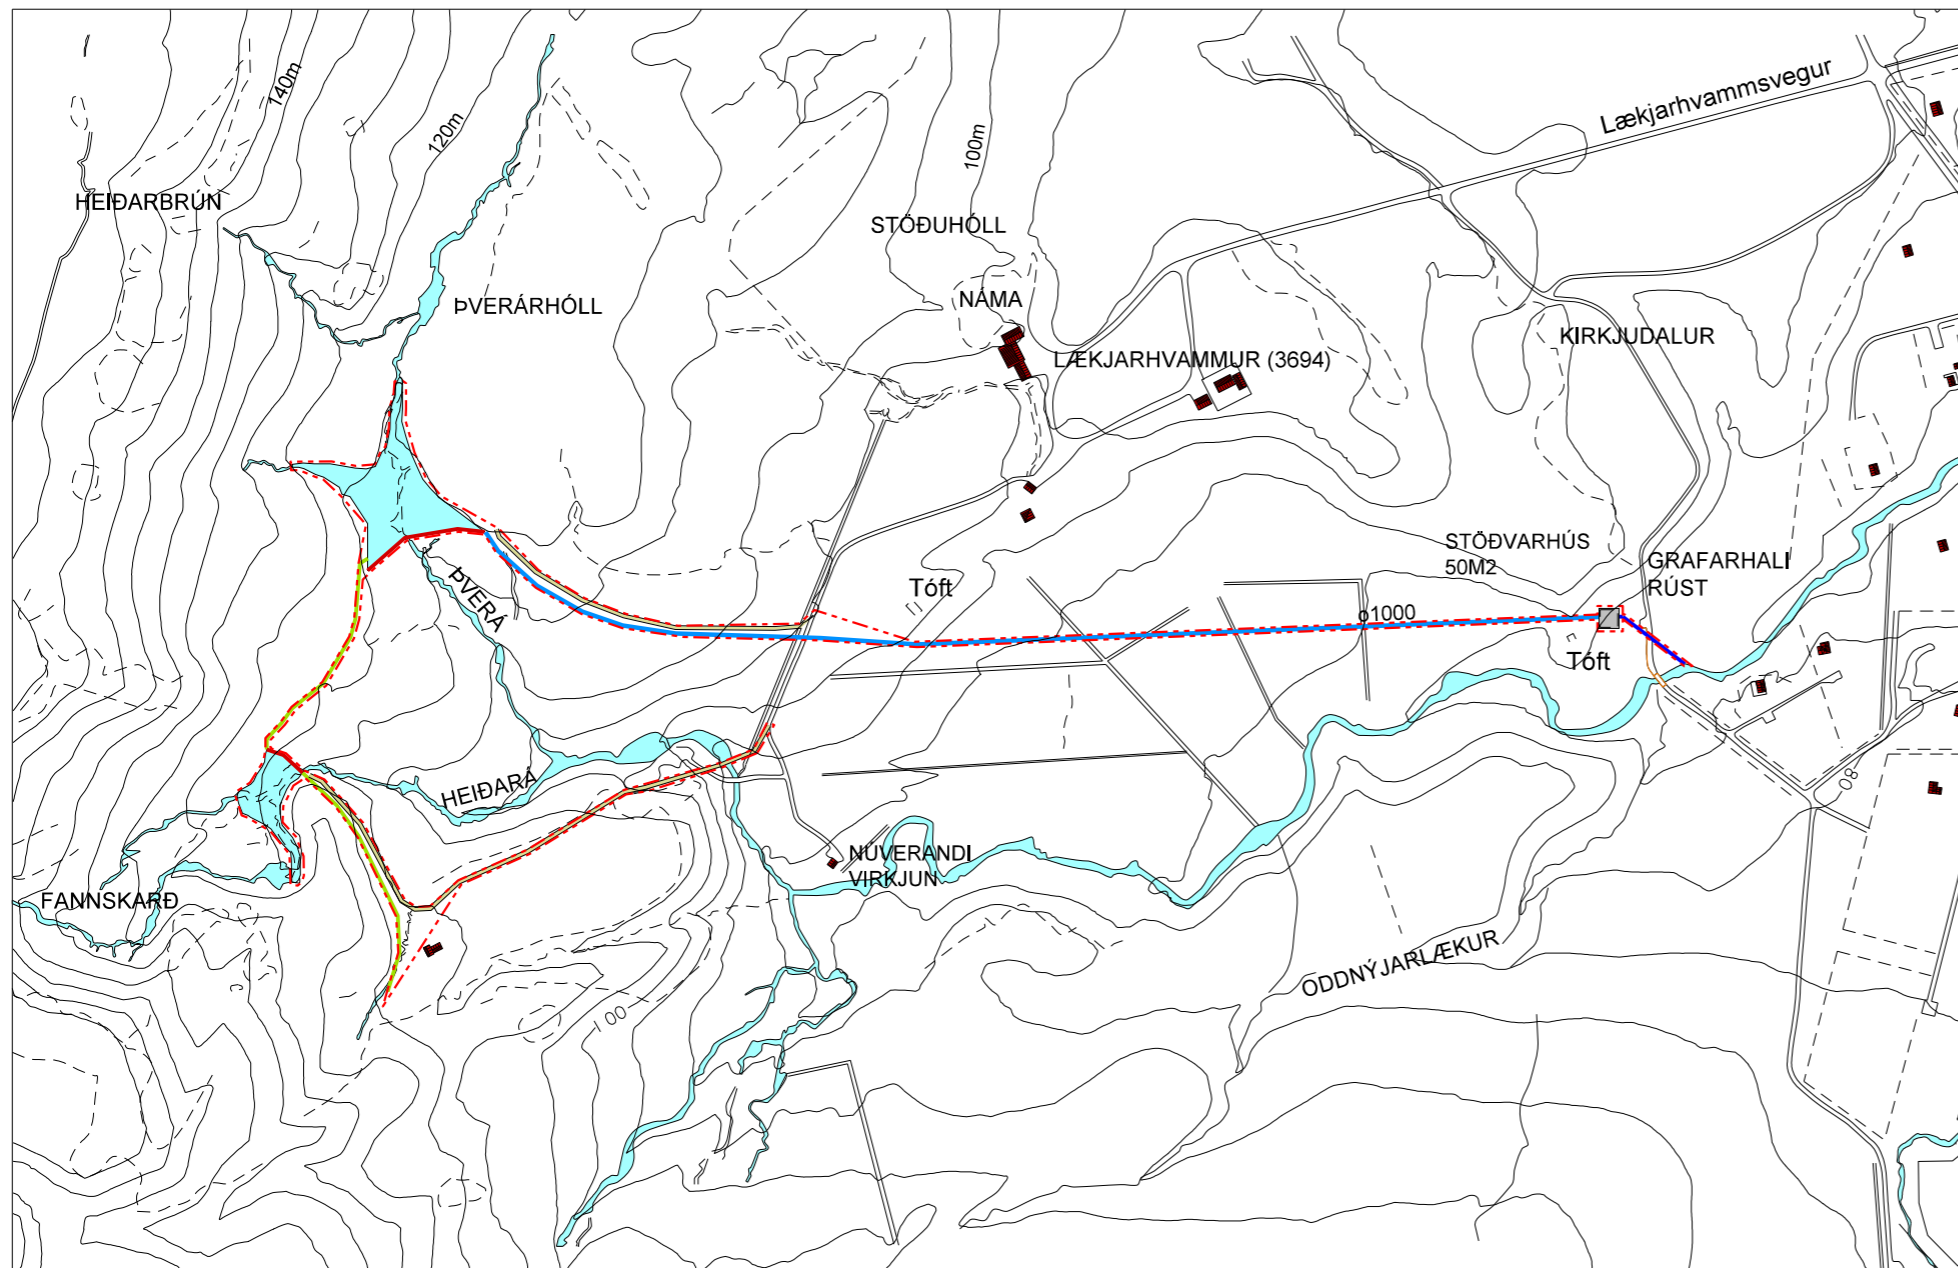 140m
120m
100m
Lækjarhvammsvegur
HEIÐARBRÚN
STÖÐUHÓLL
ÞVERÁRHÓLL
NÁMA
KIRKJUDALUR
LÆKJARHVAMMUR (3694)
STÖÐVARHÚS
50M2
GRAFARHALI
RÚST
ÞVERÁ
Tóft
ø1000
Tóft
HEIÐARÁ
80
NÚVERANDI
VIRKJUN
FANNSKARÐ
ODDNÝJARLÆKUR
100